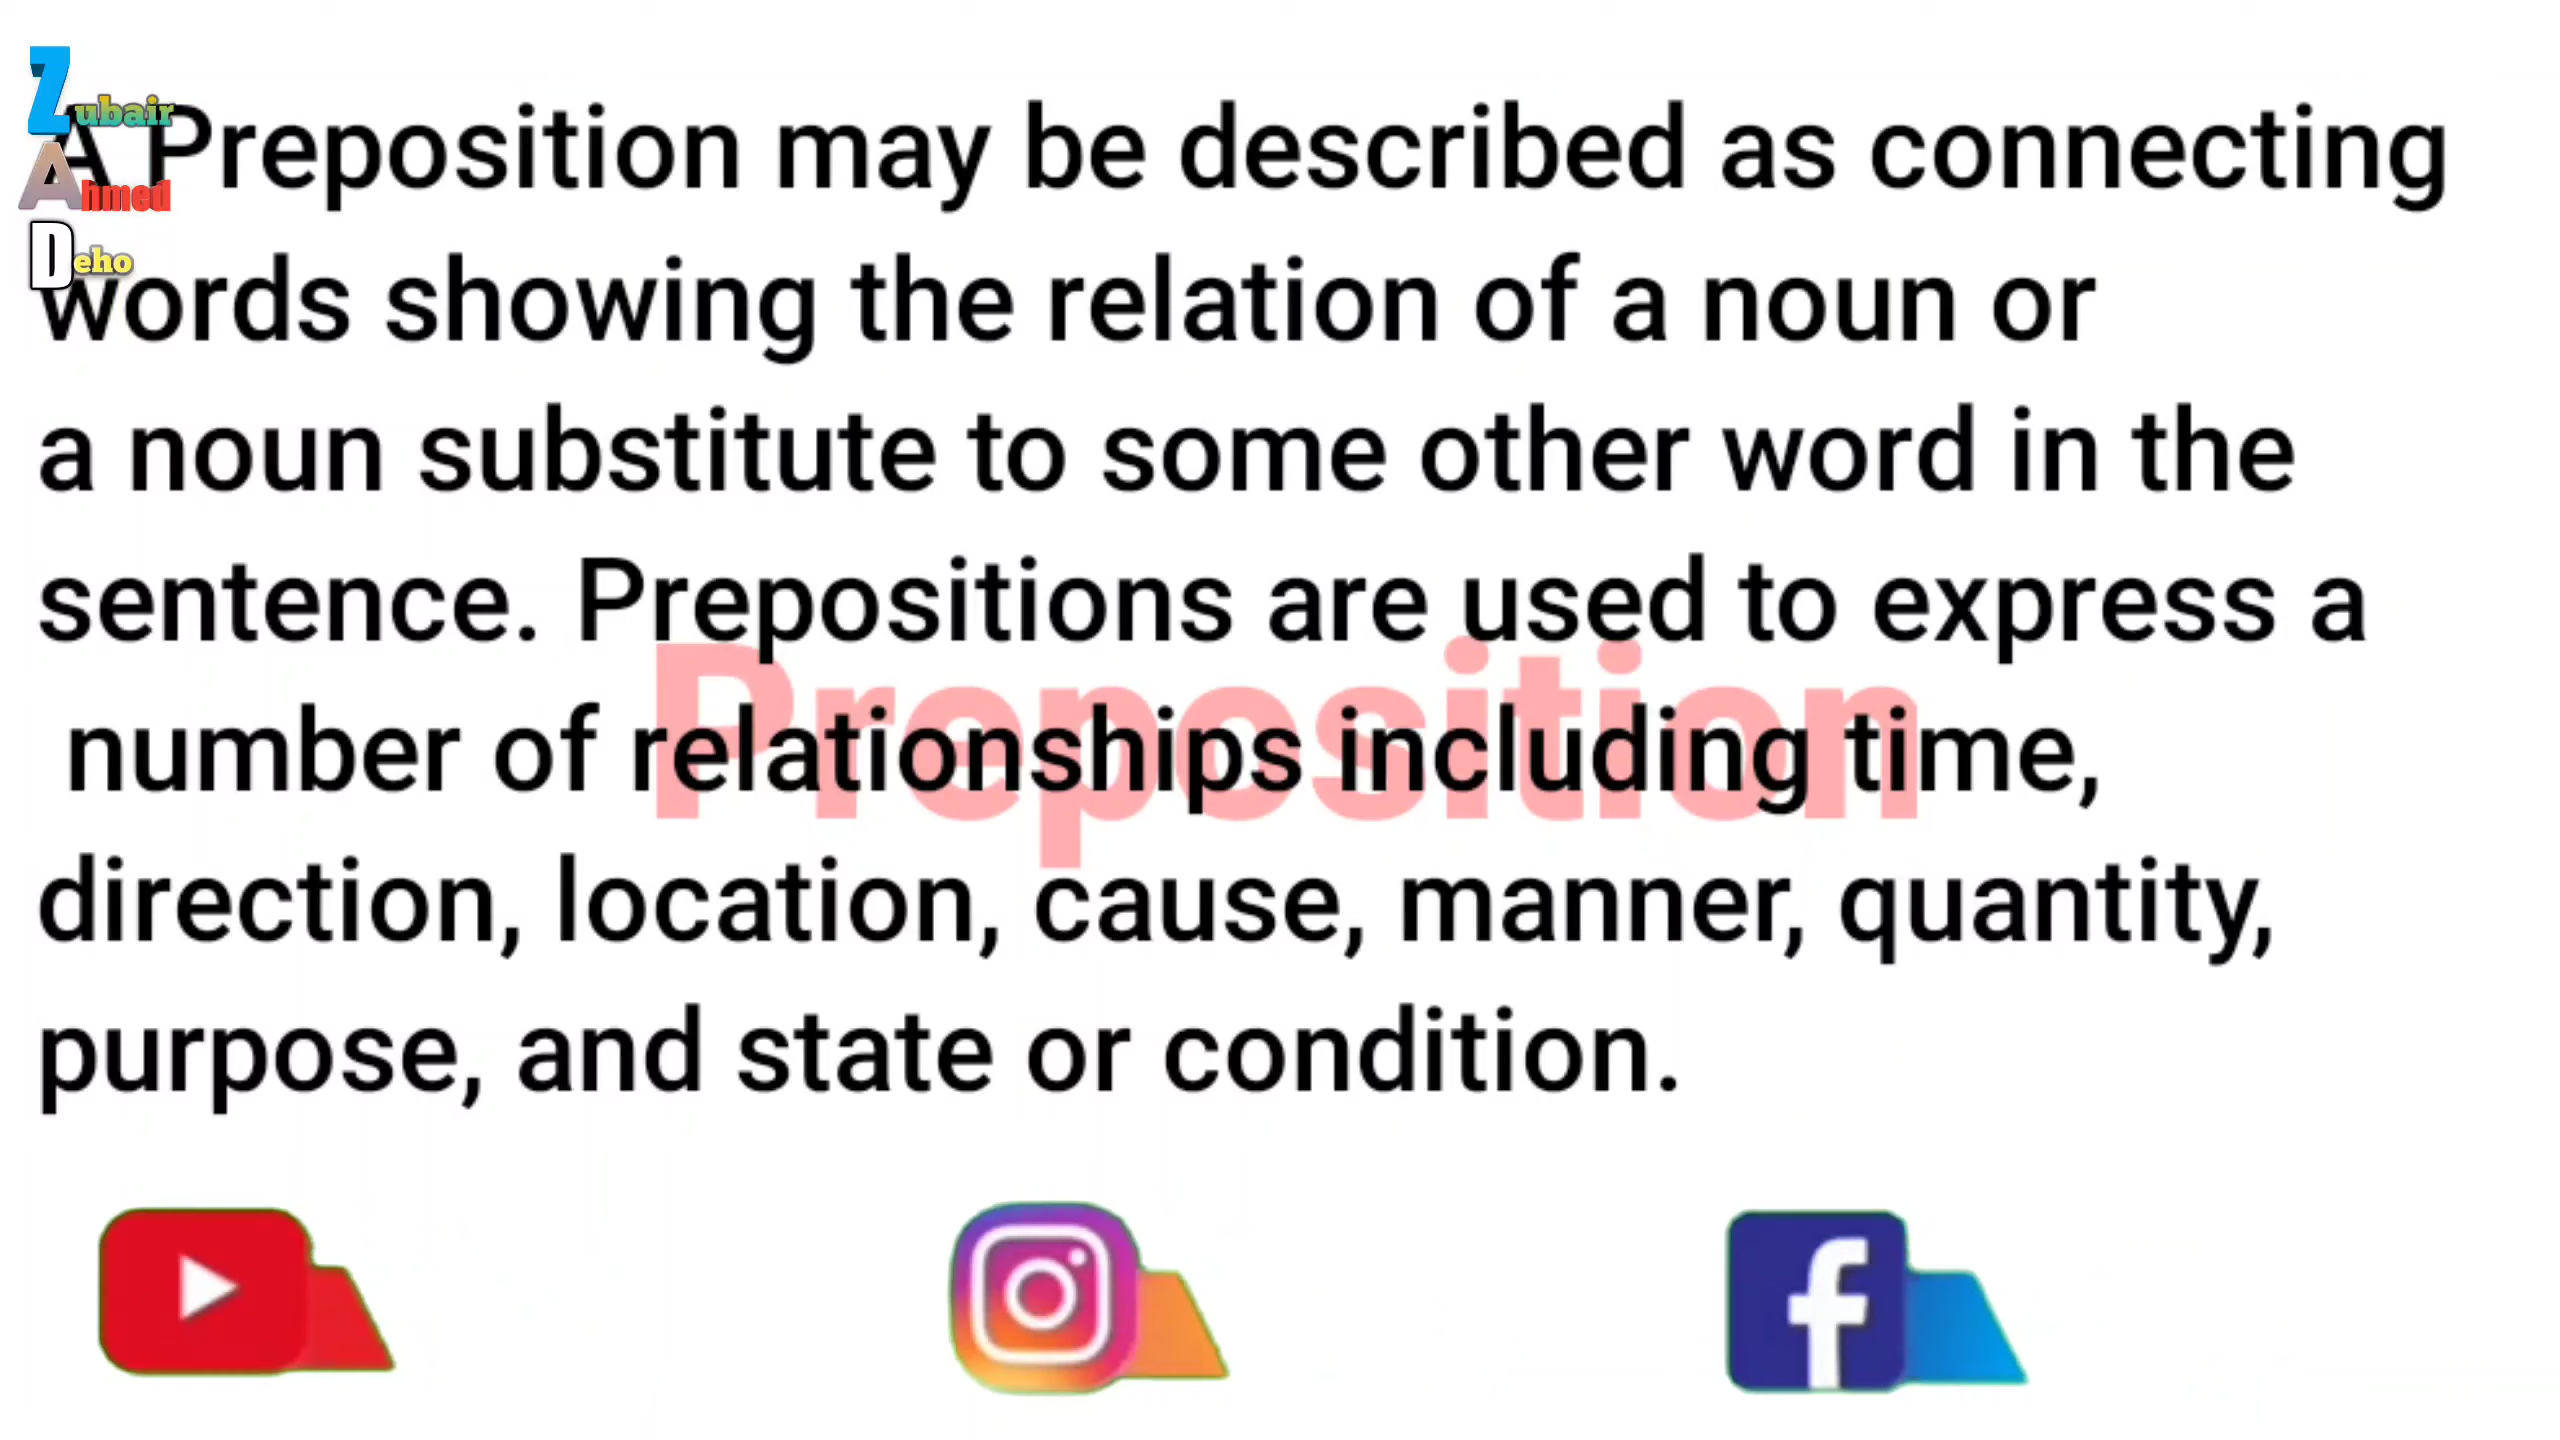 Zubair
Ahmed
Deho
A Preposition may be described as connecting
words showing the relation of a noun or
a noun substitute to some other word in the
sentence. Prepositions are used to express a
number of relationships including time,
direction, location, cause, manner, quantity,
purpose, and state or condition.
Preposition